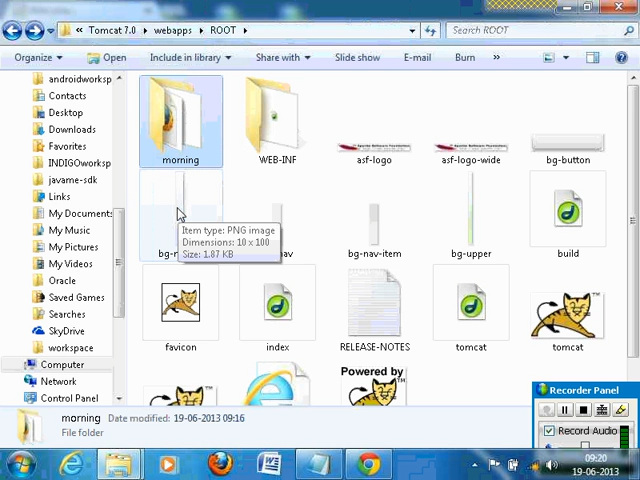 « Tomcat 7.0 ▸ webapps ▸ ROOT ▸
Search ROOT
Organize
Open
Include in library
Share with
Slide show
E-mail
Burn
»
androidworksp
Contacts
Desktop
Downloads
Favorites
INDIGOworksp
javame-sdk
Links
My Document
My Music
My Pictures
My Videos
Oracle
Saved Games
Searches
SkyDrive
workspace
Computer
Network
Control Panel
morning
WEB-INF
asf-logo
asf-logo-wide
bg-button
bg-nav-item
bg-upper
build
Item type: PNG image
Dimensions: 10 x 100
Size: 1.87 KB
favicon
index
RELEASE-NOTES
tomcat
tomcat
Powered by
morning
Date modified: 19-06-2013 09:16
File folder
Recorder Panel
Record Audio
09:20
19-06-2013